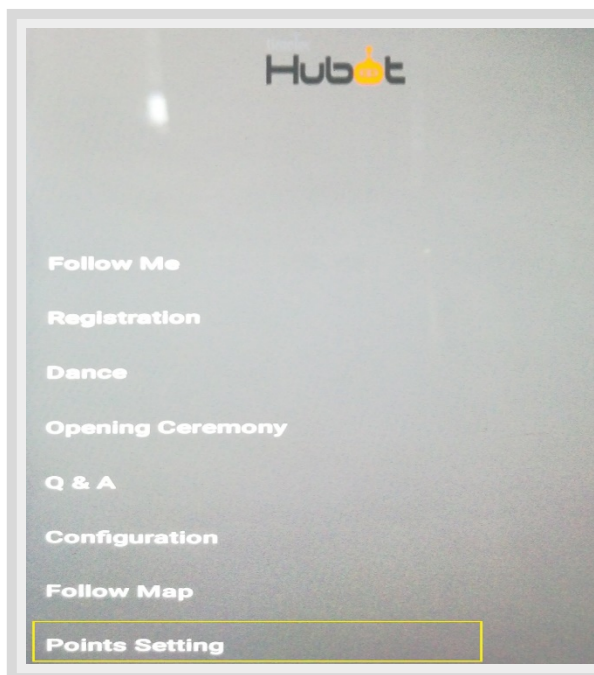 Hubot
Follow Me
Registration
Dance
Opening Ceremony
Q & A
Configuration
Follow Map
Points Setting